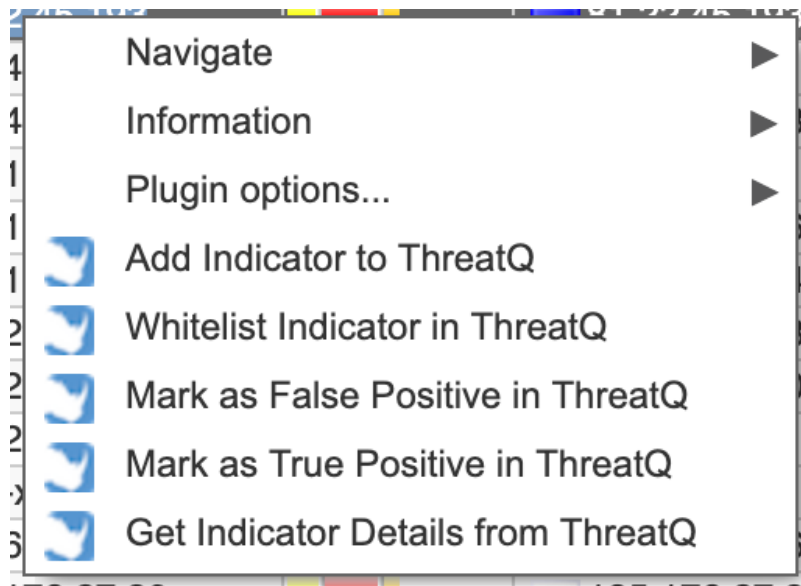 Navigate
Information
Plugin options...
Add Indicator to ThreatQ
Whitelist Indicator in ThreatQ
Mark as False Positive in ThreatQ
Mark as True Positive in ThreatQ
Get Indicator Details from ThreatQ